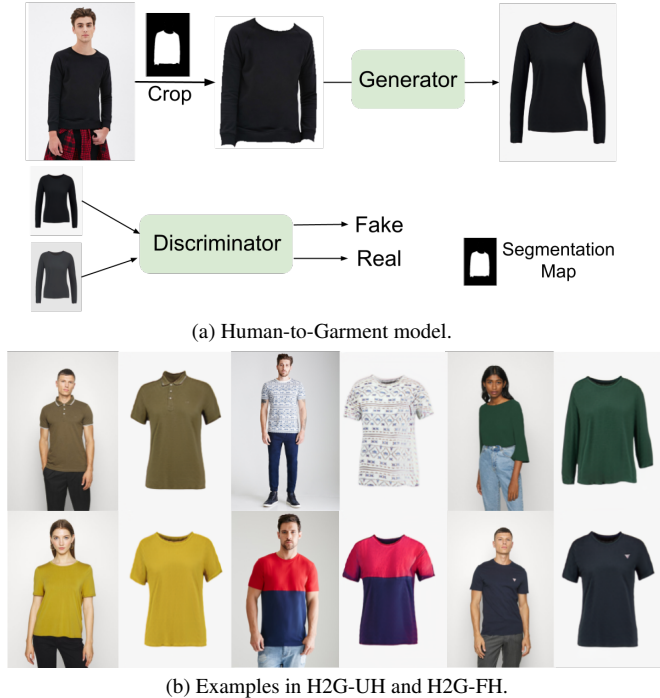 Crop
Generator
Discriminator
Fake
Real
Segmentation
Map
(a) Human-to-Garment model.
(b) Examples in H2G-UH and H2G-FH.